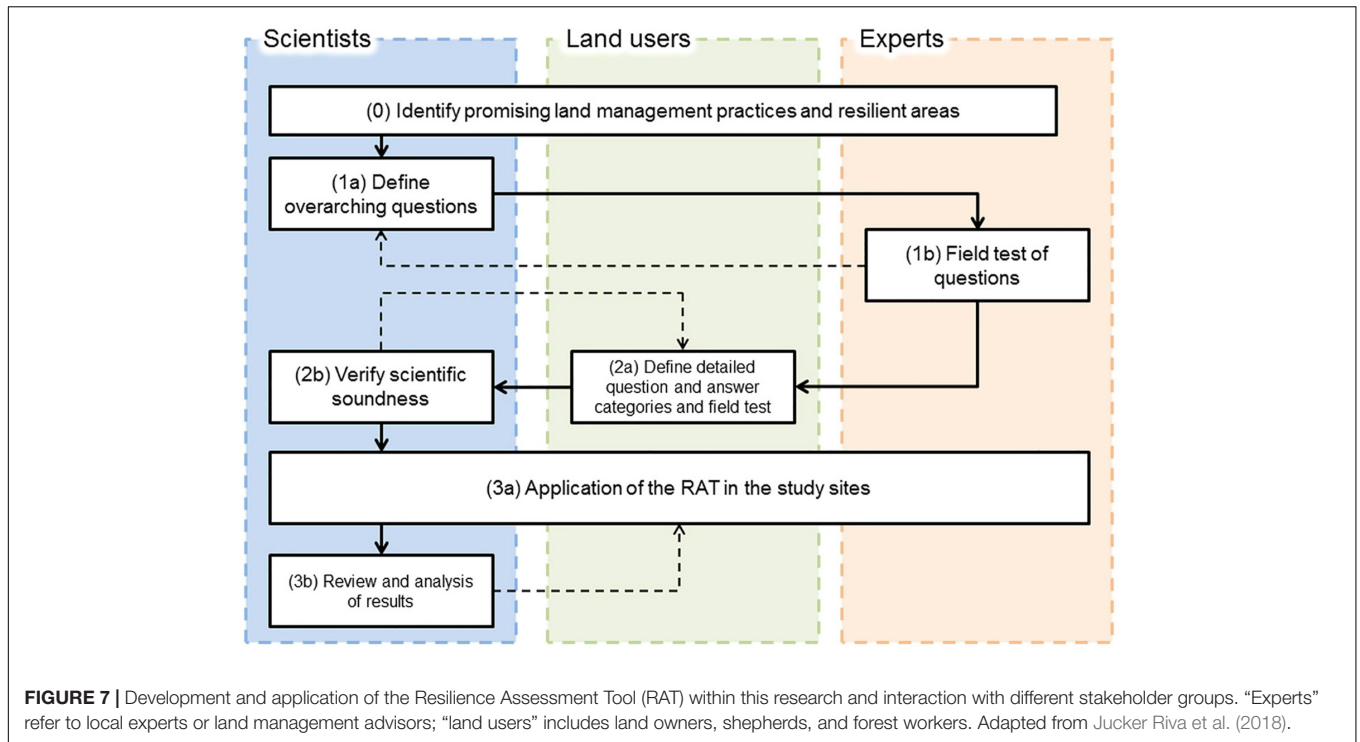 Scientists
Land users
Experts
(0) Identify promising land management practices and resilient areas
(1a) Define
overarching questions
(1b) Field test of
questions
(2b) Verify scientific
soundness
(2a) Define detailed
question and answer
categories and field test
(3a) Application of the RAT in the study sites
(3b) Review and analysis
of results
FIGURE 7 | Development and application of the Resilience Assessment Tool (RAT) within this research and interaction with different stakeholder groups. “Experts”
refer to local experts or land management advisors; “land users” includes land owners, shepherds, and forest workers. Adapted from Jucker Riva et al. (2018).